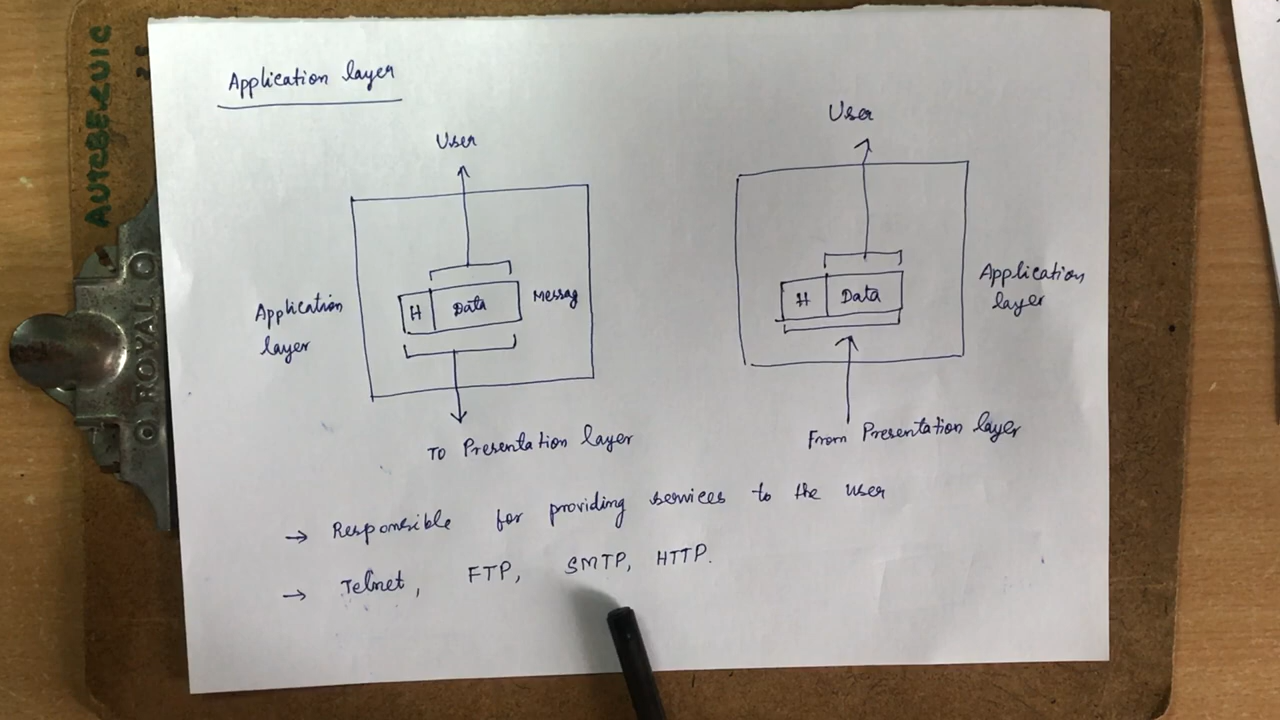 Application layer
User
H Data Messag
Application
layer
To Presentation layer
User
H Data
Application
layer
From Presentation layer
→ Responsible for providing services to the user
→ Telnet, FTP, SMTP, HTTP.
ROYAL